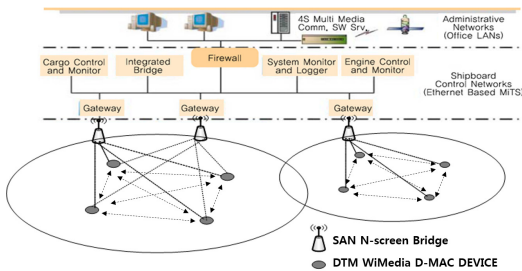 4S Multi Media
Comm, SW Srv
Administrative Networks
(Office LANs)
Cargo Control
and Monitor
Integrated
Bridge
Firewall
System Monitor
and Logger
Engine Control
and Monitor
Shipboard
Control Networks
(Ethernet Based MiTS)
Gateway
Gateway
Gateway
SAN N-screen Bridge
DTM WiMedia D-MAC DEVICE